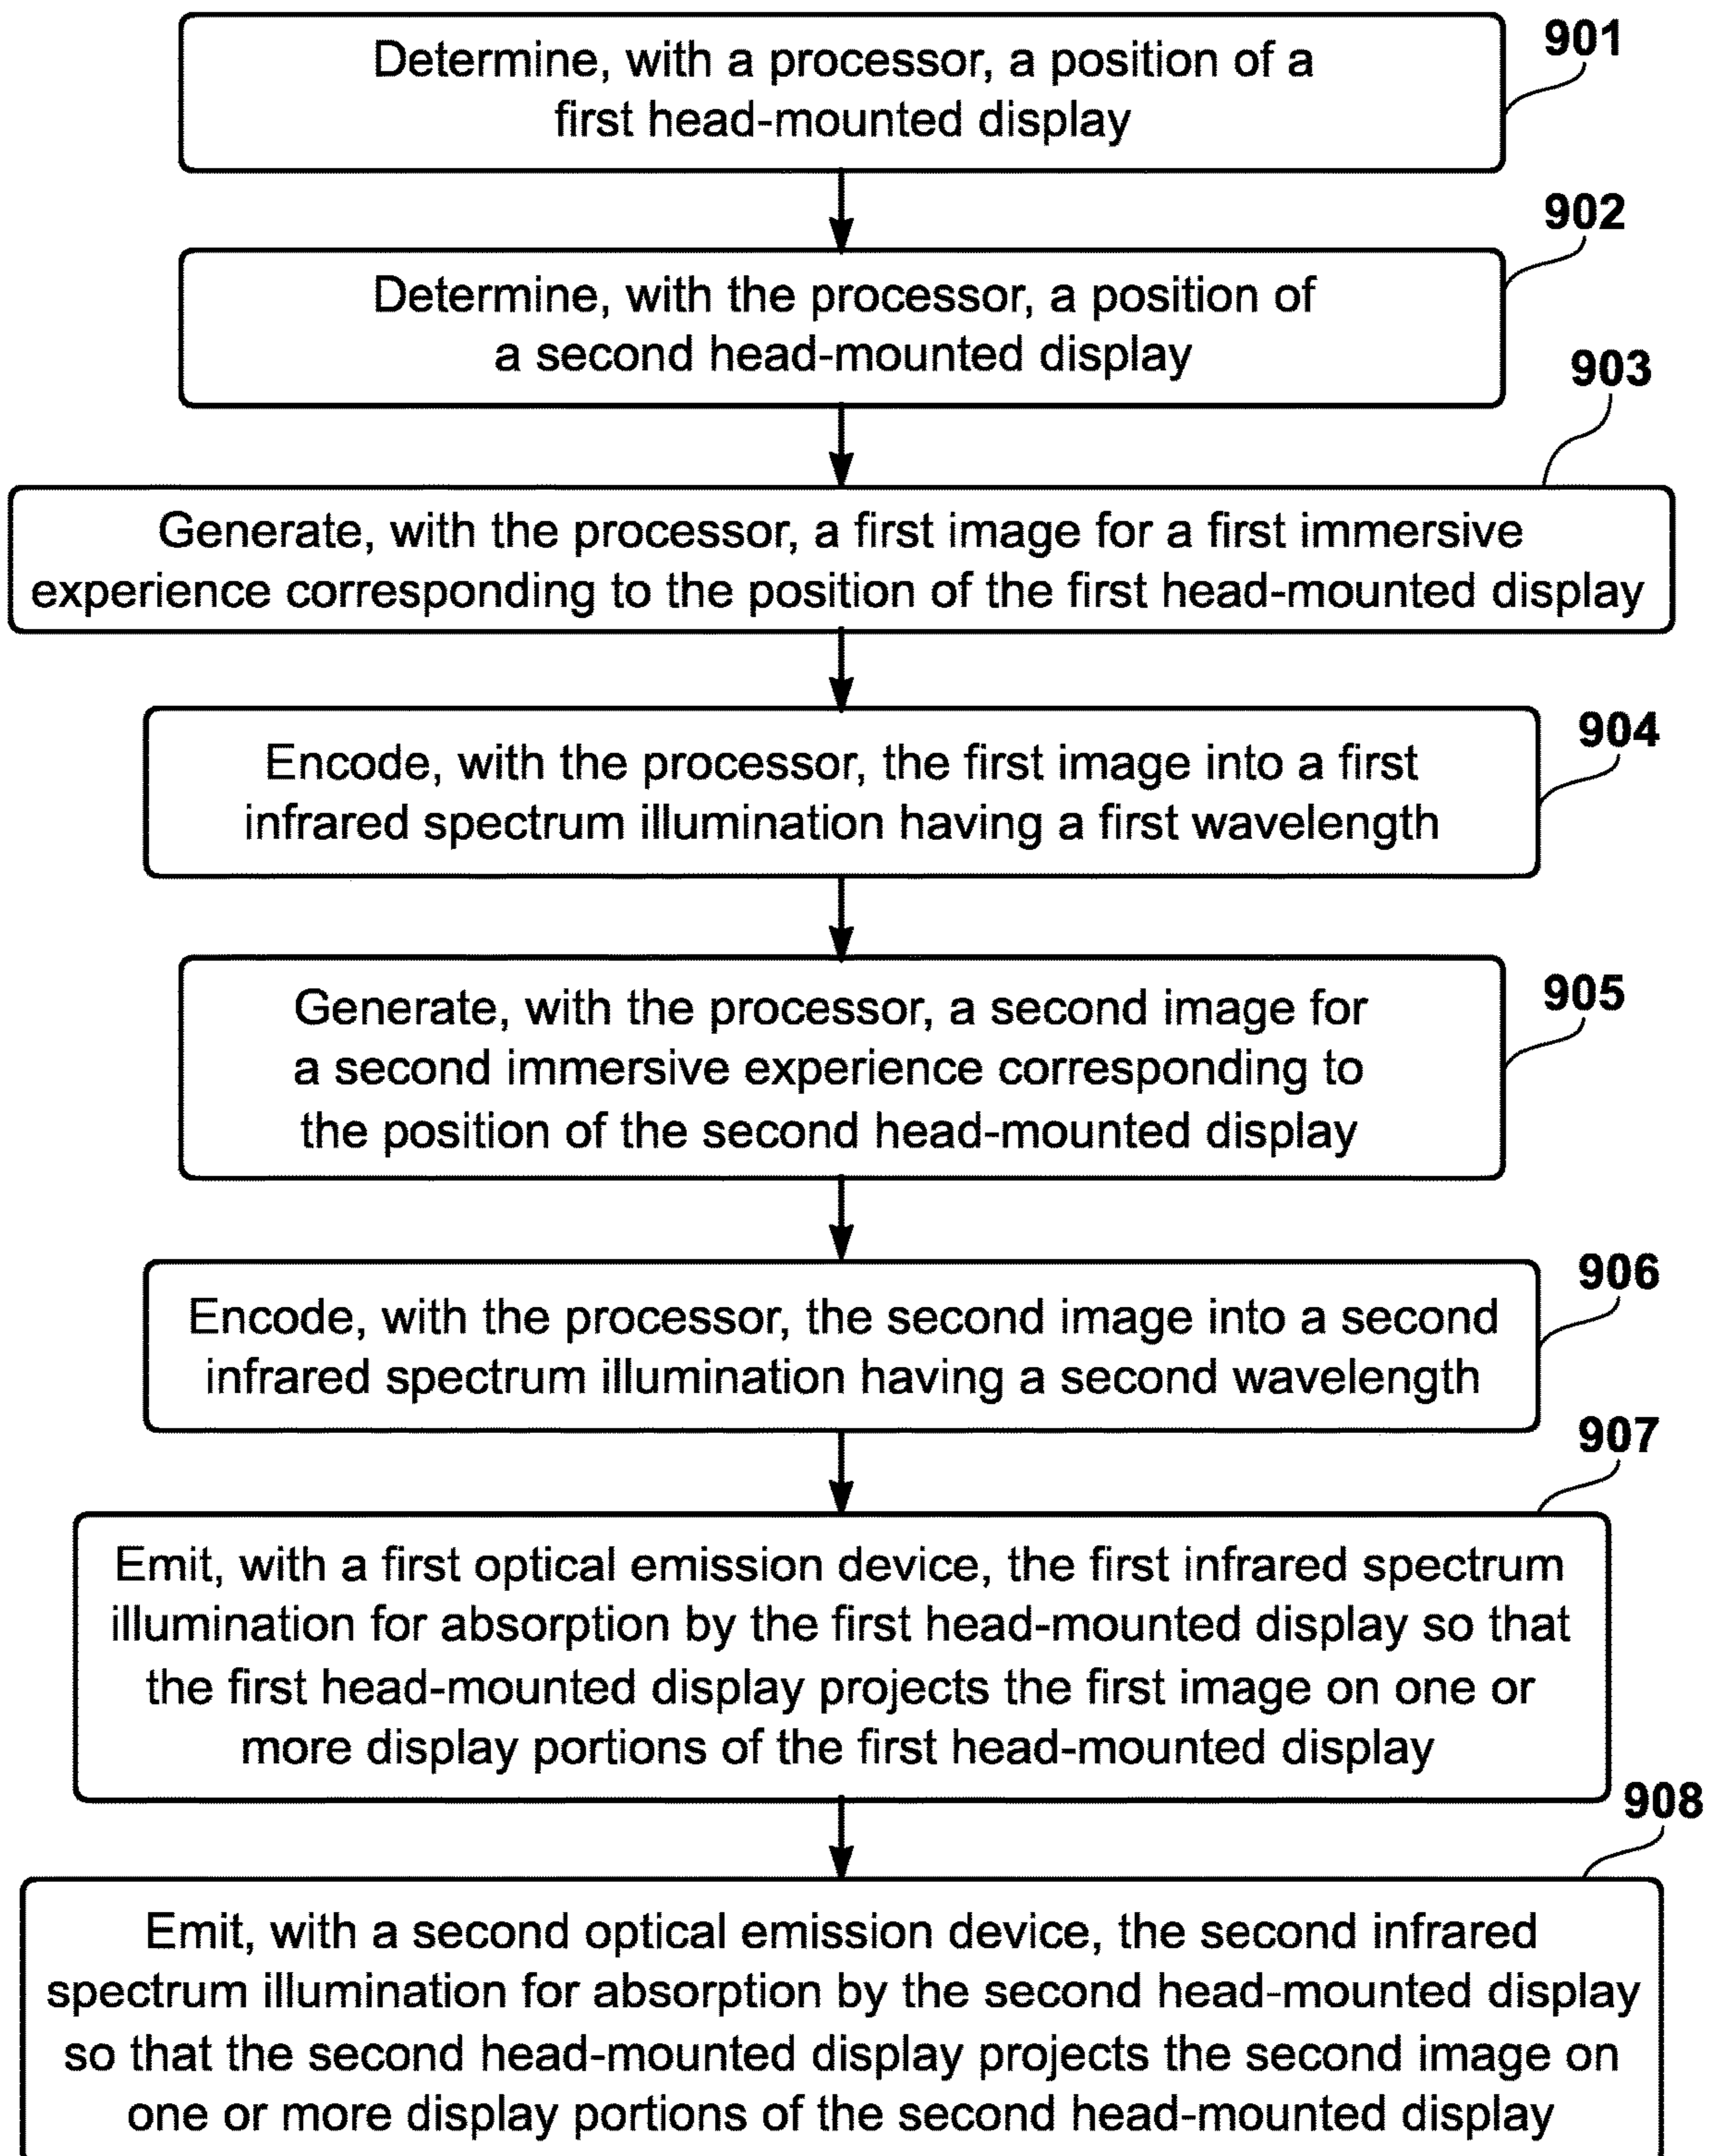 Determine, with a processor, a position of a
first head-mounted display
901
Determine, with the processor, a position of
a second head-mounted display
902
Generate, with the processor, a first image for a first immersive
experience corresponding to the position of the first head-mounted display
903
Encode, with the processor, the first image into a first
infrared spectrum illumination having a first wavelength
904
Generate, with the processor, a second image for
a second immersive experience corresponding to
the position of the second head-mounted display
905
Encode, with the processor, the second image into a second
infrared spectrum illumination having a second wavelength
906
Emit, with a first optical emission device, the first infrared spectrum
illumination for absorption by the first head-mounted display so that
the first head-mounted display projects the first image on one or
more display portions of the first head-mounted display
907
Emit, with a second optical emission device, the second infrared
spectrum illumination for absorption by the second head-mounted display
so that the second head-mounted display projects the second image on
one or more display portions of the second head-mounted display
908